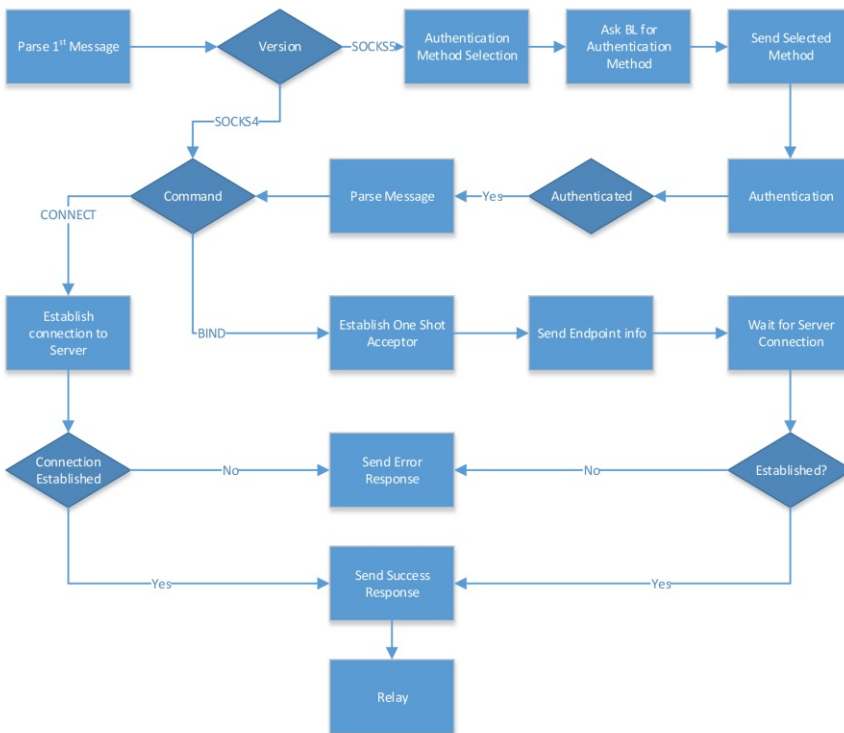 Parse 1st Message
Version
SOCKS5
Authentication
Method Selection
Ask BL for
Authentication
Method
Send Selected
Method
SOCKS4
Command
Parse Message
Yes
Authenticated
Authentication
CONNECT
Establish
connection to
Server
BIND
Establish One Shot
Acceptor
Send Endpoint info
Wait for Server
Connection
Connection
Established
No
Send Error
Response
No
Established?
Yes
Send Success
Response
Yes
Relay